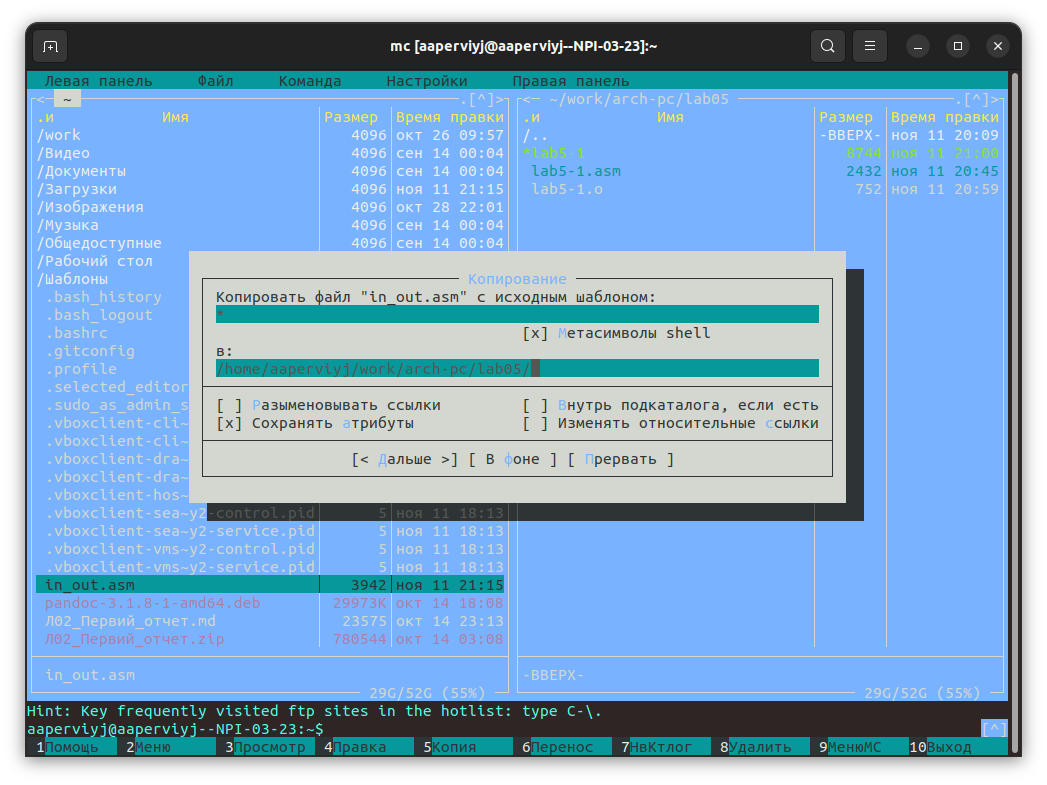 mc [aaperviyj@aaperviyj--NPI-03-23]:~
Левая панель Файл Команда Настройки Правая панель
<─ ~ .[^]> <─ ~/work/arch-pc/lab05 .[^]>
.и Имя Размер Время правки .и Имя Размер Время правки
/work 4096 окт 26 09:57 /.. -ВВЕРХ- ноя 11 20:09
/Видео 4096 сен 14 00:04 *lab5-1 8744 ноя 11 21:00
/Документы 4096 сен 14 00:04 lab5-1.asm 2432 ноя 11 20:45
/Загрузки 4096 ноя 11 21:15 lab5-1.o 752 ноя 11 20:59
/Изображения 4096 окт 28 22:01
/Музыка 4096 сен 14 00:04
/Общедоступные 4096 сен 14 00:04
/Рабочий стол
/Шаблоны
.bash_history
.bash_logout
.bashrc
.gitconfig
.profile
.selected_editor
.sudo_as_admin_s
.vboxclient-cli~
.vboxclient-cli~
.vboxclient-dra~
.vboxclient-dra~
.vboxclient-hos~
.vboxclient-sea~y2-control.pid 5 ноя 11 18:13
.vboxclient-sea~y2-service.pid 5 ноя 11 18:13
.vboxclient-vms~y2-control.pid 5 ноя 11 18:13
.vboxclient-vms~y2-service.pid 5 ноя 11 18:13
in_out.asm 3942 ноя 11 21:15
pandoc-3.1.8-1-amd64.deb 29973K окт 14 18:08
Л02_Первий_отчет.md 23575 окт 14 23:13
Л02_Первий_отчет.zip 780544 окт 14 03:08
in_out.asm -ВВЕРХ-
29G/52G (55%) 29G/52G (55%)
Копирование
Копировать файл "in_out.asm" с исходным шаблоном:
*
[x] Метасимволы shell
в:
/home/aaperviyj/work/arch-pc/lab05/
[ ] Разыменовывать ссылки [ ] Внутрь подкаталога, если есть
[x] Сохранять атрибуты [ ] Изменять относительные ссылки
[< Дальше >] [ В фоне ] [ Прервать ]
Hint: Key frequently visited ftp sites in the hotlist: type C-\.
aaperviyj@aaperviyj--NPI-03-23:~$ [^]
1Помощь 2Меню 3Просмотр 4Правка 5Копия 6Перенос 7НвКтлог 8Удалить 9МенюМС 10Выход